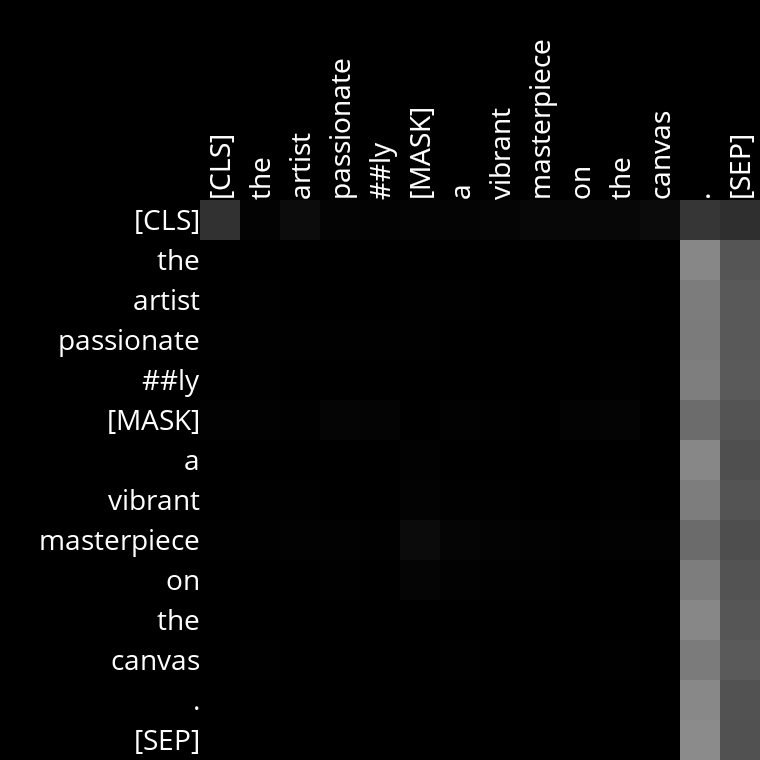 [CLS]
the
artist
passionate
##ly
[MASK]
a
vibrant
masterpiece
on
the
canvas
.
[SEP]
[CLS]
the
artist
passionate
##ly
[MASK]
a
vibrant
masterpiece
on
the
canvas
.
[SEP]